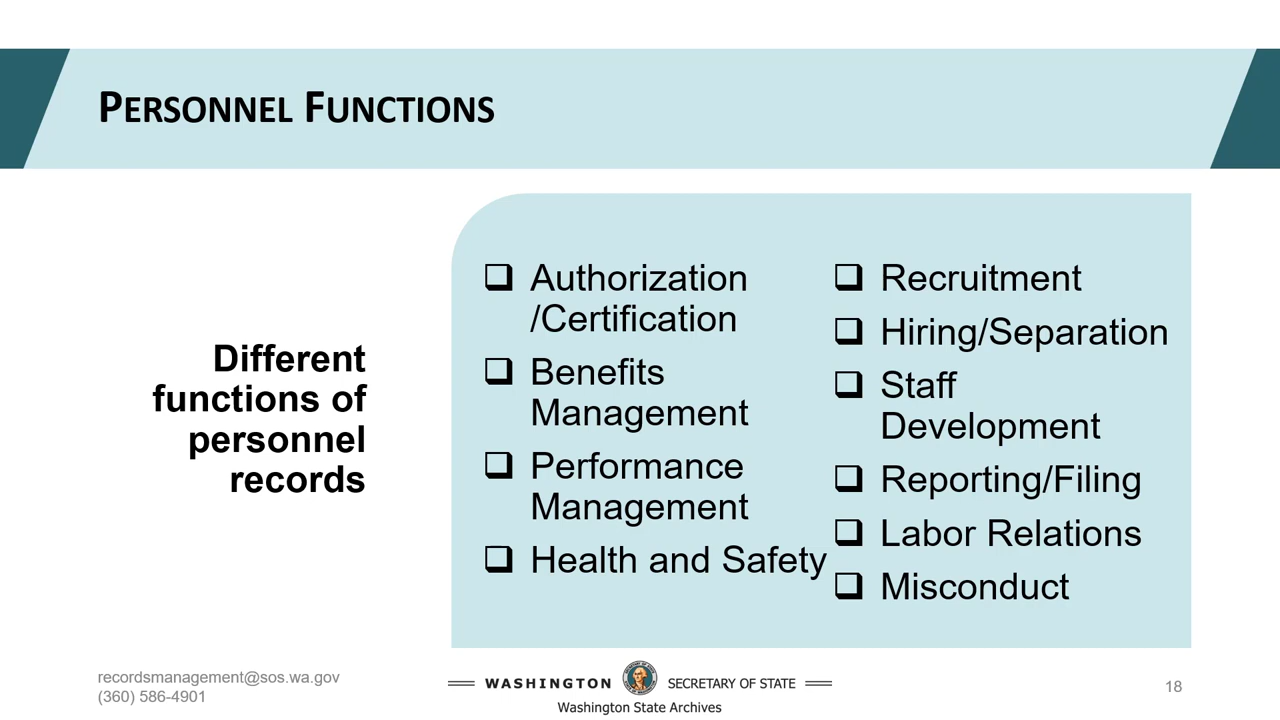 PERSONNEL FUNCTIONS
Different
functions of
personnel
records
Authorization
/Certification
Benefits
Management
Performance
Management
Health and Safety
Recruitment
Hiring/Separation
Staff
Development
Reporting/Filing
Labor Relations
Misconduct
recordsmanagement@sos.wa.gov
(360) 586-4901
WASHINGTON SECRETARY OF STATE
Washington State Archives
18